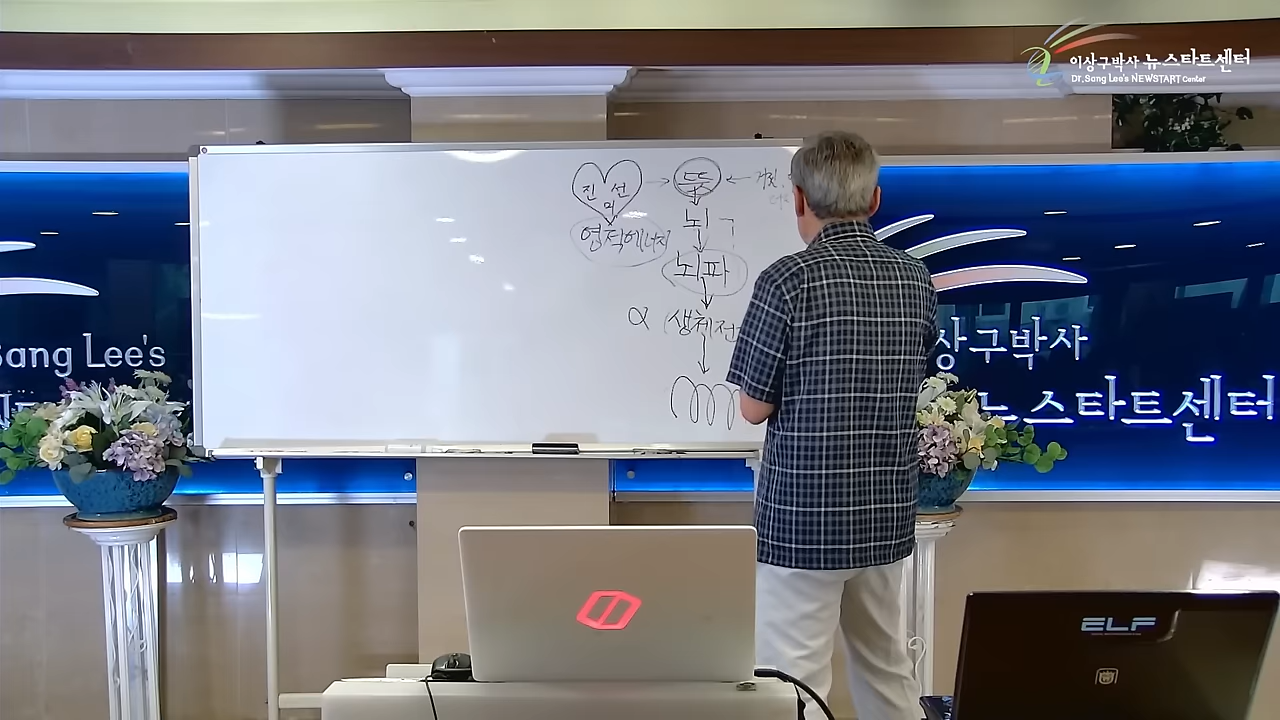 이상구박사 뉴스타트센터
Dr.Sang Lee's NEWSTART Center
진 선
미
영적에너지
뜻
뇌 ㄱ
뇌파
α (생체전
Sang Lee's
상구박사
뉴스타트센터
ELF